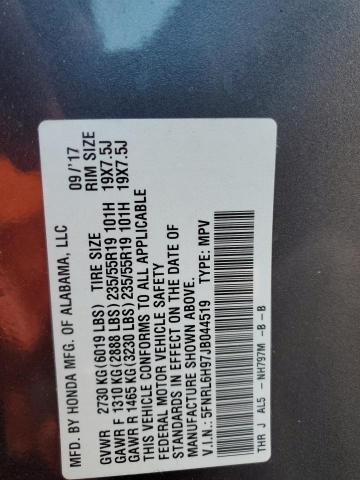 MFD. BY HONDA MFG. OF ALABAMA, LLC 09/'17
GVWR 2730 KG(6019 LBS) TIRE SIZE RIM SIZE
GAWR F 1310 KG(2888 LBS)235/55R19 101H 19X7.5J
GAWR R 1465 KG(3230 LBS)235/55R19 101H 19X7.5J
THIS VEHICLE CONFORMS TO ALL APPLICABLE
FEDERAL MOTOR VEHICLE SAFETY
STANDARDS IN EFFECT ON THE DATE OF
MANUFACTURE SHOWN ABOVE.
V.I.N.: 5FNRL6H97JB044519 TYPE: MPV
THR J AL5 - NH797M -B -B